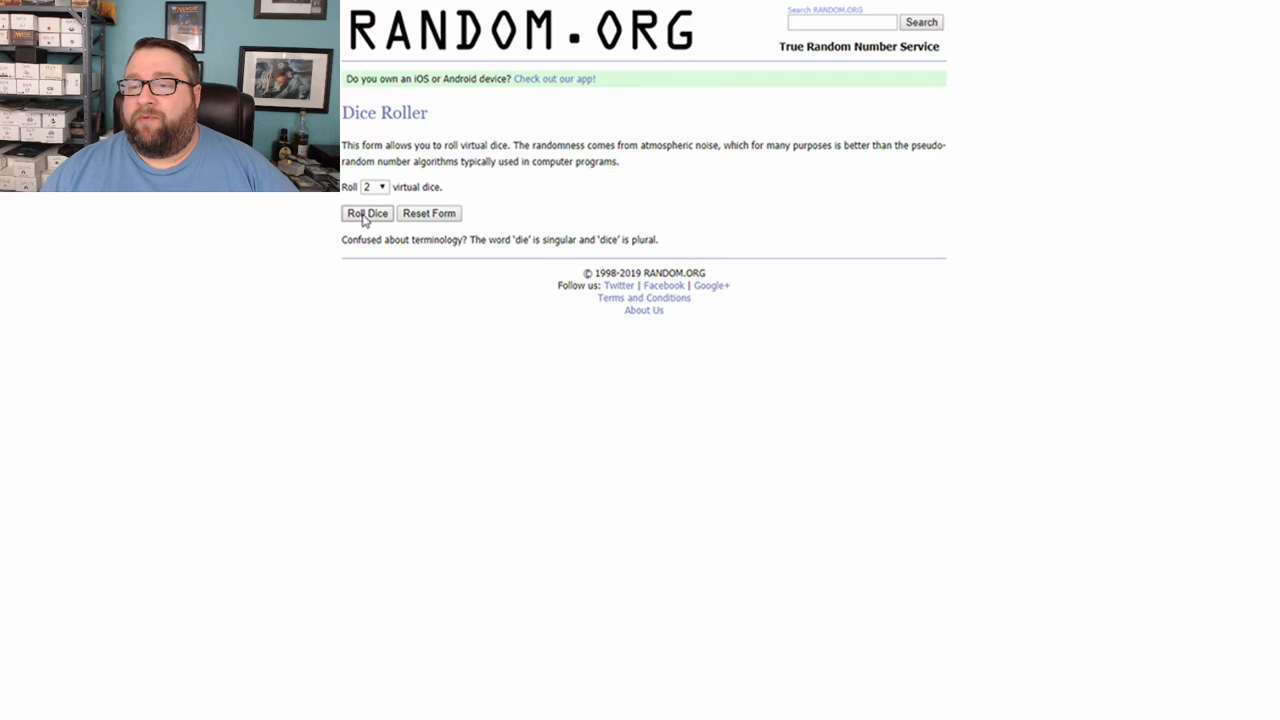 RANDOM.ORG
Search RANDOM.ORG
Search
True Random Number Service
Do you own an iOS or Android device? Check out our app!
Dice Roller
This form allows you to roll virtual dice. The randomness comes from atmospheric noise, which for many purposes is better than the pseudo-
random number algorithms typically used in computer programs.
Roll 2 virtual dice.
Roll Dice Reset Form
Confused about terminology? The word 'die' is singular and 'dice' is plural.
© 1998-2019 RANDOM.ORG
Follow us: Twitter | Facebook | Google+
Terms and Conditions
About Us